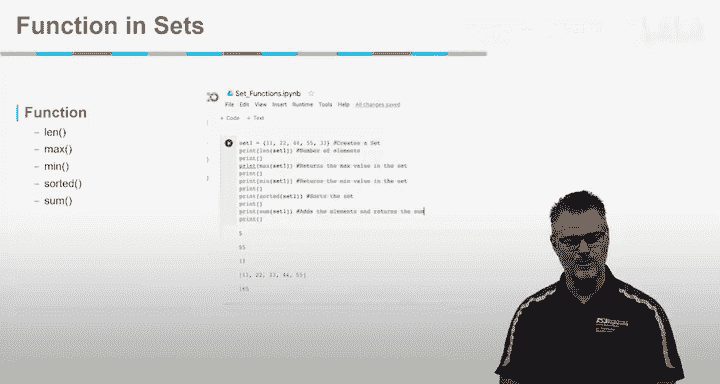 Function in Sets
Function
– len()
– max()
– min()
– sorted()
– sum()
Set_Functions.ipynb
File Edit View Insert Runtime Tools Help All changes saved
+ Code + Text
set1 = {11, 22, 44, 55, 33} #Creates a Set
print(len(set1)) #Number of elements
print()
print(max(set1)) #Returns the max value in the set
print()
print(min(set1)) #Returns the min value in the set
print()
print(sorted(set1)) #Sorts the set
print()
print(sum(set1)) #Adds the elements and returns the sum
print()
5
55
11
[11, 22, 33, 44, 55]
165